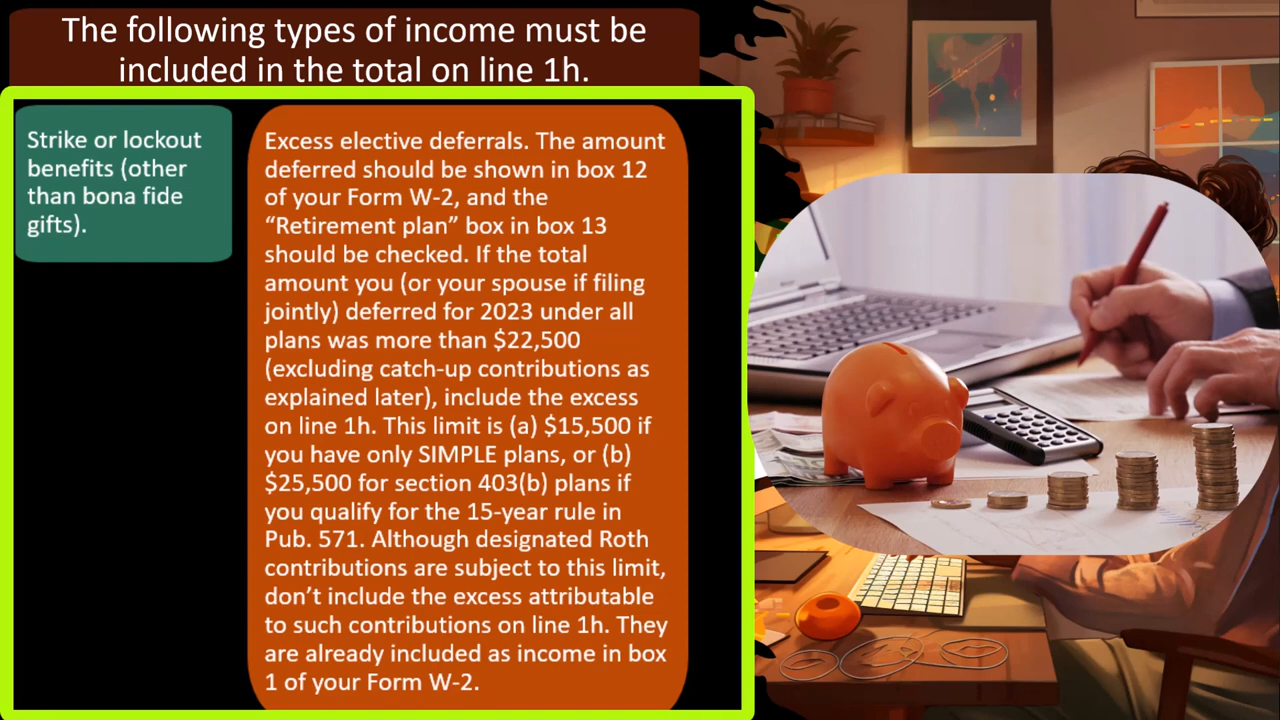 The following types of income must be
included in the total on line 1h.
Strike or lockout
benefits (other
than bona fide
gifts).
Excess elective deferrals. The amount
deferred should be shown in box 12
of your Form W-2, and the
“Retirement plan” box in box 13
should be checked. If the total
amount you (or your spouse if filing
jointly) deferred for 2023 under all
plans was more than $22,500
(excluding catch-up contributions as
explained later), include the excess
on line 1h. This limit is (a) $15,500 if
you have only SIMPLE plans, or (b)
$25,500 for section 403(b) plans if
you qualify for the 15-year rule in
Pub. 571. Although designated Roth
contributions are subject to this limit,
don’t include the excess attributable
to such contributions on line 1h. They
are already included as income in box
1 of your Form W-2.